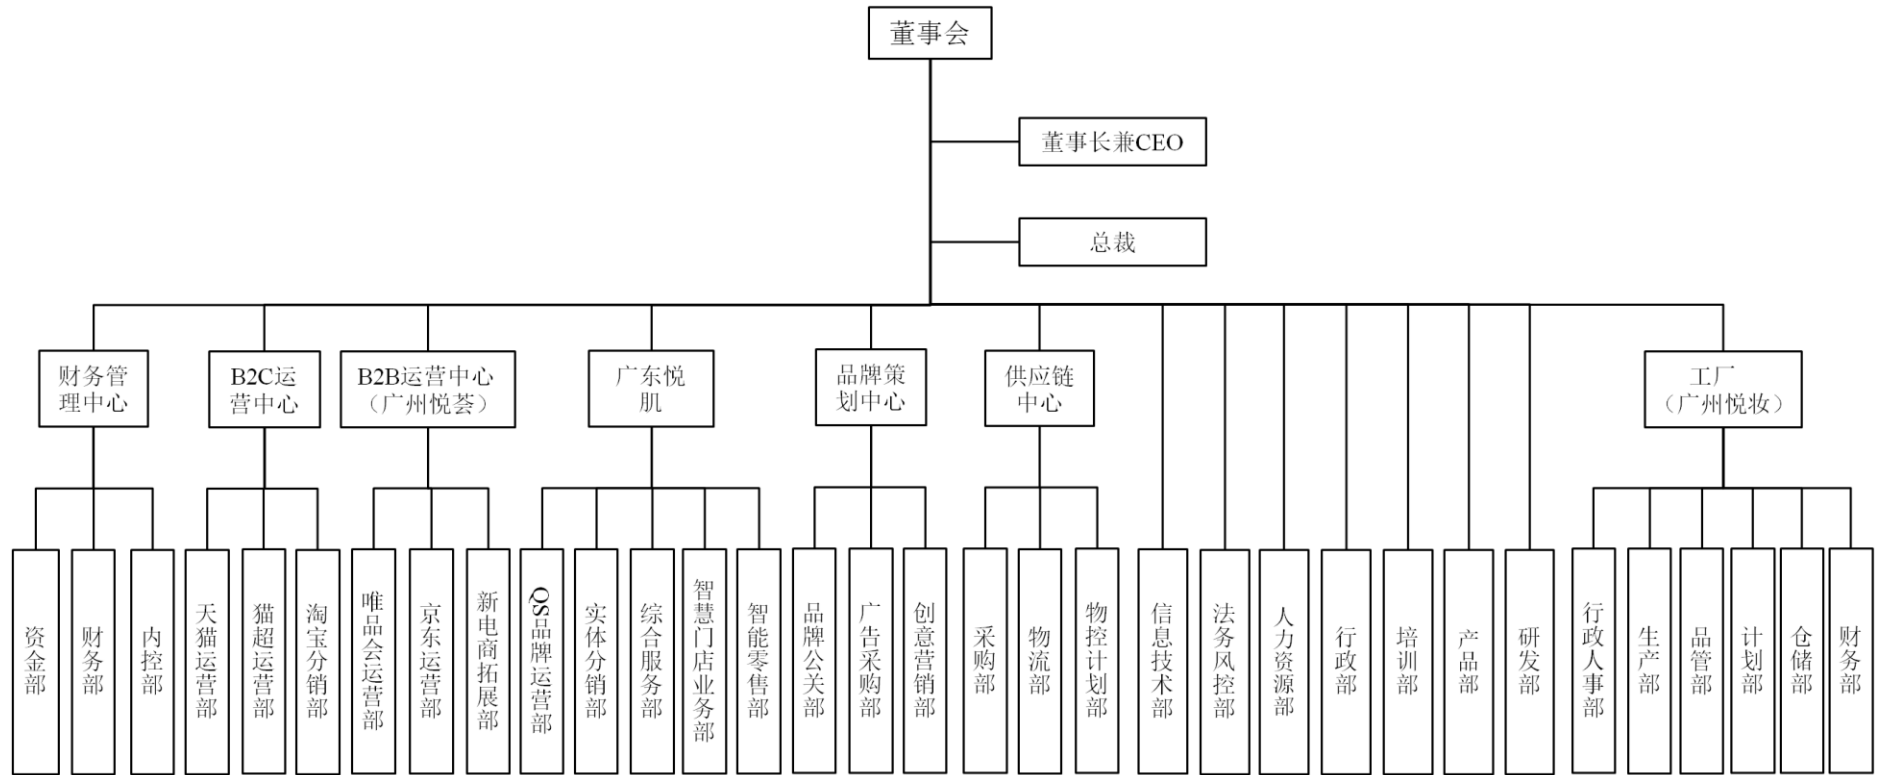 董事会
董事长兼CEO
总裁
财务管
理中心
B2C运
营中心
B2B运营中心
（广州悦荟）
广东悦
肌
品牌策
划中心
供应链
中心
工厂
（广州悦妆）
资金部
财务部
内控部
天猫运营部
猫超运营部
淘宝分销部
唯品会运营部
京东运营部
新电商拓展部
QS品牌运营部
实体分销部
综合服务部
智慧门店业务部
智能零售部
品牌公关部
广告采购部
创意营销部
采购部
物流部
物控计划部
信息技术部
法务风控部
人力资源部
行政部
培训部
产品部
研发部
行政人事部
生产部
品管部
计划部
仓储部
财务部